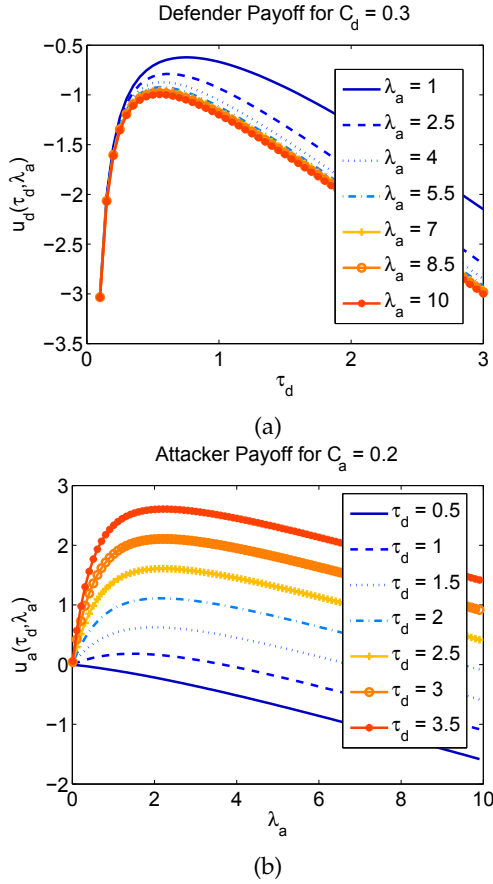 Defender Payoff for C_d = 0.3
−0.5
−1
−1.5
−2
−2.5
−3
−3.5
u_d(τ_d,λ_a)
λ_a = 1
λ_a = 2.5
λ_a = 4
λ_a = 5.5
λ_a = 7
λ_a = 8.5
λ_a = 10
0 1 2 3
τ_d
(a)
Attacker Payoff for C_a = 0.2
3
2
1
0
−1
−2
u_a(τ_d,λ_a)
τ_d = 0.5
τ_d = 1
τ_d = 1.5
τ_d = 2
τ_d = 2.5
τ_d = 3
τ_d = 3.5
0 2 4 6 8 10
λ_a
(b)